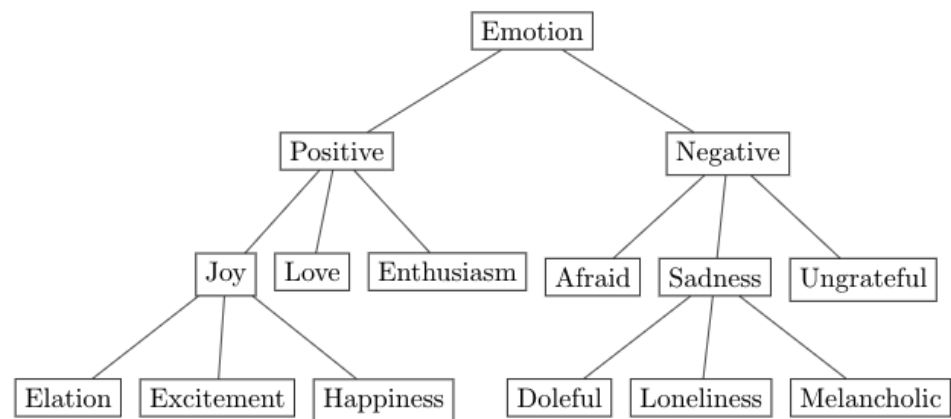 Emotion
Positive Negative
Joy Love Enthusiasm Afraid Sadness Ungrateful
Elation Excitement Happiness Doleful Loneliness Melancholic